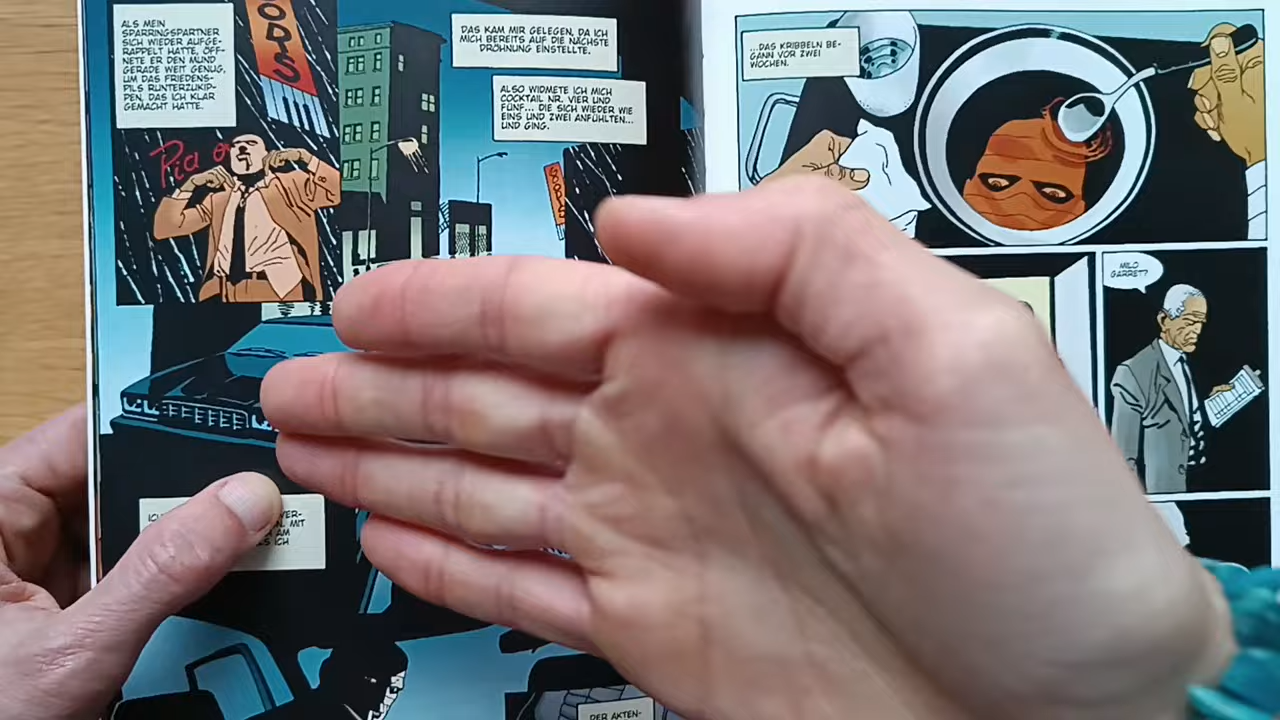 ALS MEIN
SPARRINGSPARTNER
SICH WIEDER AUFGE-
RAPPELT HATTE, ÖFF-
NETE ER DEN MUND
GERADE WEIT GENUG,
UM DAS FRIEDENS-
PILS RUNTERZUKIP-
PEN, DAS ICH KLAR
GEMACHT HATTE.
DAS KAM MIR GELEGEN, DA ICH
MICH BEREITS AUF DIE NÄCHSTE
DRÖHNUNG EINSTELLTE.
ALSO WIDMETE ICH MICH
COCKTAIL NR. VIER UND
FÜNF... DIE SICH WIEDER WIE
EINS UND ZWEI ANFÜHLTEN...
UND GING.
MIT
AM
ICH
DER AKTEN-
...DAS KRIBBELN BE-
GANN VOR ZWEI
WOCHEN.
MILO
GARRET?